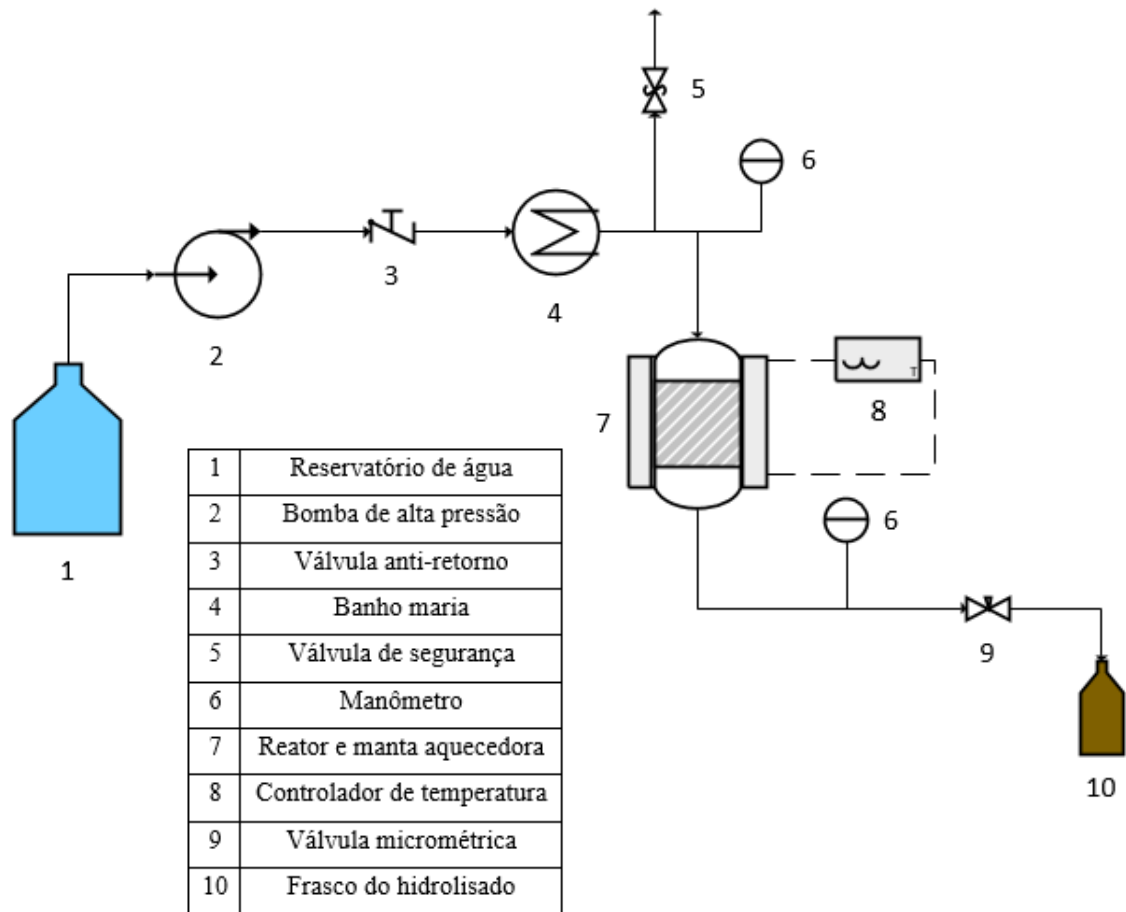 5
6
3
4
2
T
8
7
6
1
9
10
1 Reservatório de água
2 Bomba de alta pressão
3 Válvula anti-retorno
4 Banho maria
5 Válvula de segurança
6 Manômetro
7 Reator e manta aquecedora
8 Controlador de temperatura
9 Válvula micrométrica
10 Frasco do hidrolisado